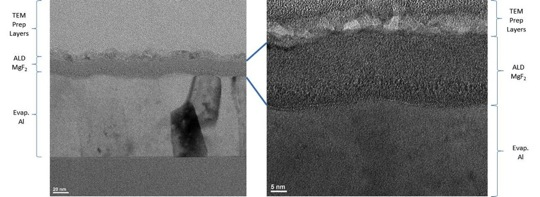 TEM
Prep
Layers
ALD
MgF₂
Evap.
Al
20 nm
5 nm
TEM
Prep
Layers
ALD
MgF₂
Evap.
Al